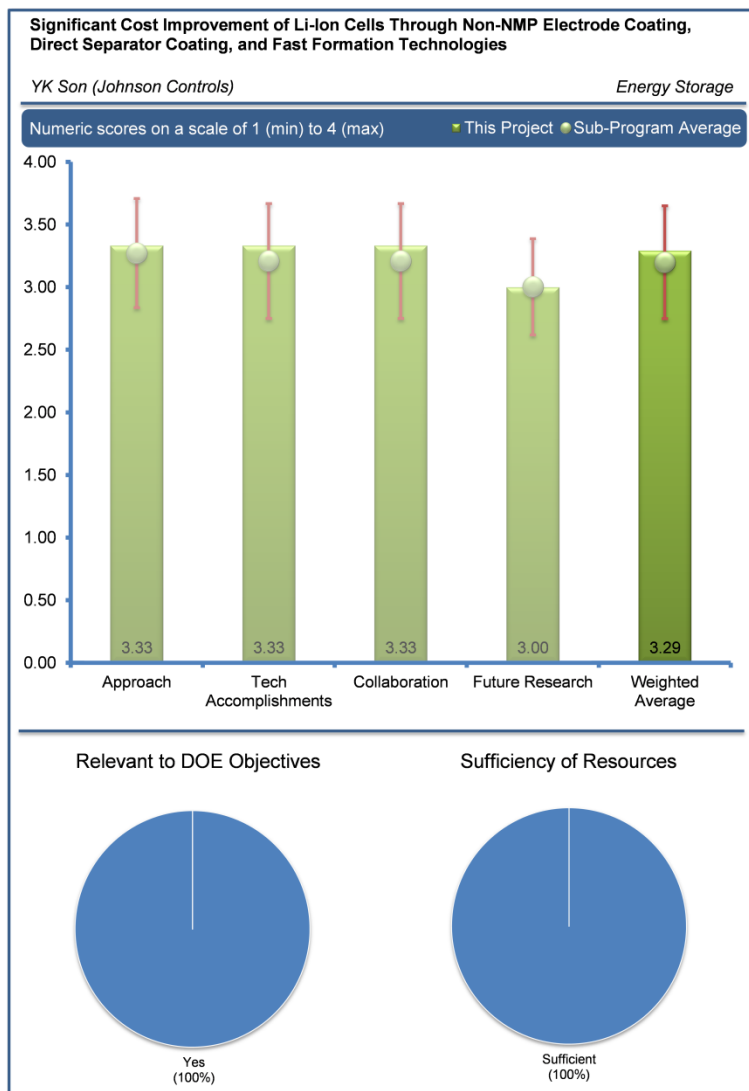 Significant Cost Improvement of Li-Ion Cells Through Non-NMP Electrode Coating,
Direct Separator Coating, and Fast Formation Technologies
YK Son (Johnson Controls) Energy Storage
Numeric scores on a scale of 1 (min) to 4 (max) This Project Sub-Program Average
4.00
3.50
3.00
2.50
2.00
1.50
1.00
0.50
0.00
3.33 3.33 3.33 3.00 3.29
Approach Tech Collaboration Future Research Weighted
Accomplishments Average
Relevant to DOE Objectives Sufficiency of Resources
Yes Sufficient
(100%) (100%)